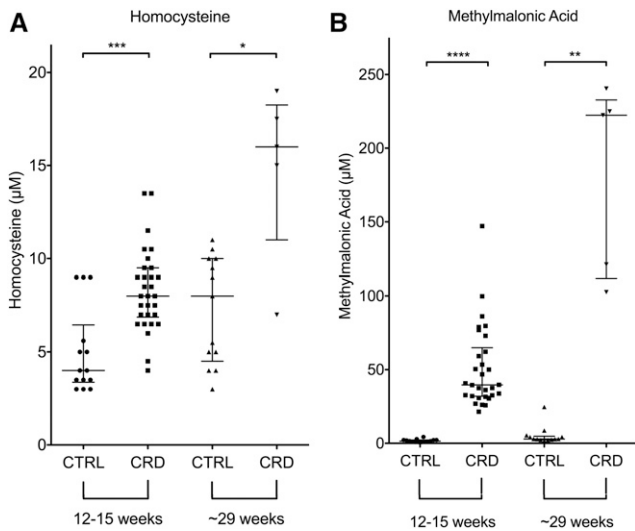 A
Homocysteine
***
*
Homocysteine (µM)
20
15
10
5
0
CTRL
CRD
CTRL
CRD
12-15 weeks
~29 weeks
B
Methylmalonic Acid
****
**
Methylmalonic Acid (µM)
250
200
150
100
50
0
CTRL
CRD
CTRL
CRD
12-15 weeks
~29 weeks